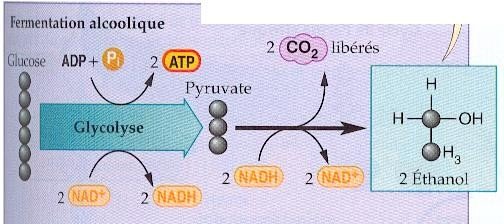 Fermentation alcoolique
Glucose ADP + Pi 2 ATP
2 CO2 libérés
Pyruvate
Glycolyse
2 NAD+ 2 NADH
2 NADH 2 NAD+
H
H OH
H3
2 Éthanol